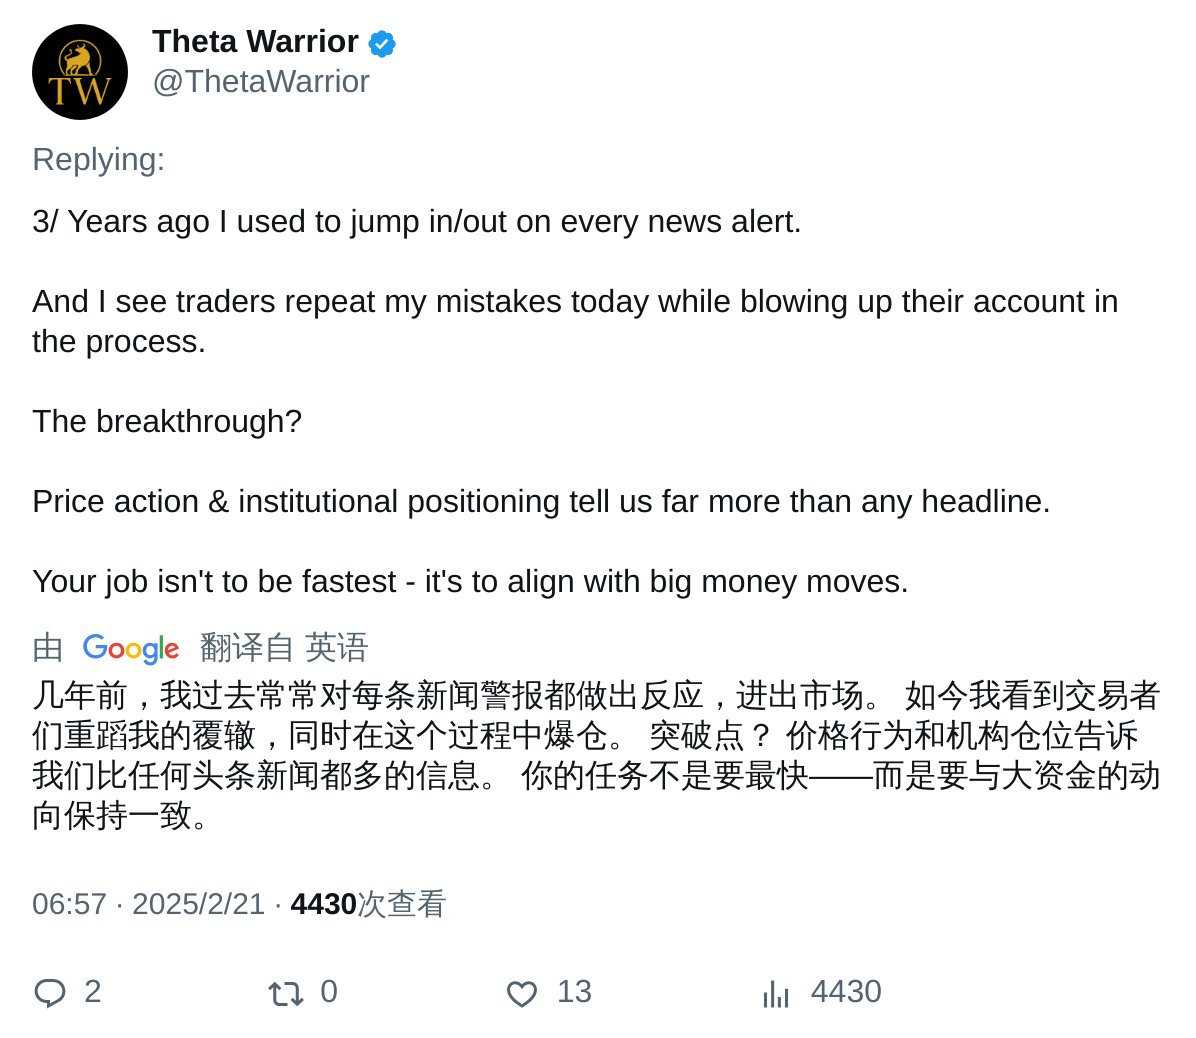 Theta Warrior
@ThetaWarrior
TW
Replying:
3/ Years ago I used to jump in/out on every news alert.
And I see traders repeat my mistakes today while blowing up their account in
the process.
The breakthrough?
Price action & institutional positioning tell us far more than any headline.
Your job isn't to be fastest - it's to align with big money moves.
由 Google 翻译自 英语
几年前，我过去常常对每条新闻警报都做出反应，进出市场。 如今我看到交易者
们重蹈我的覆辙，同时在这个过程中爆仓。 突破点？ 价格行为和机构仓位告诉
我们比任何头条新闻都多的信息。 你的任务不是要最快——而是要与大资金的动
向保持一致。
06:57 · 2025/2/21 · 4430次查看
2 0 13 4430